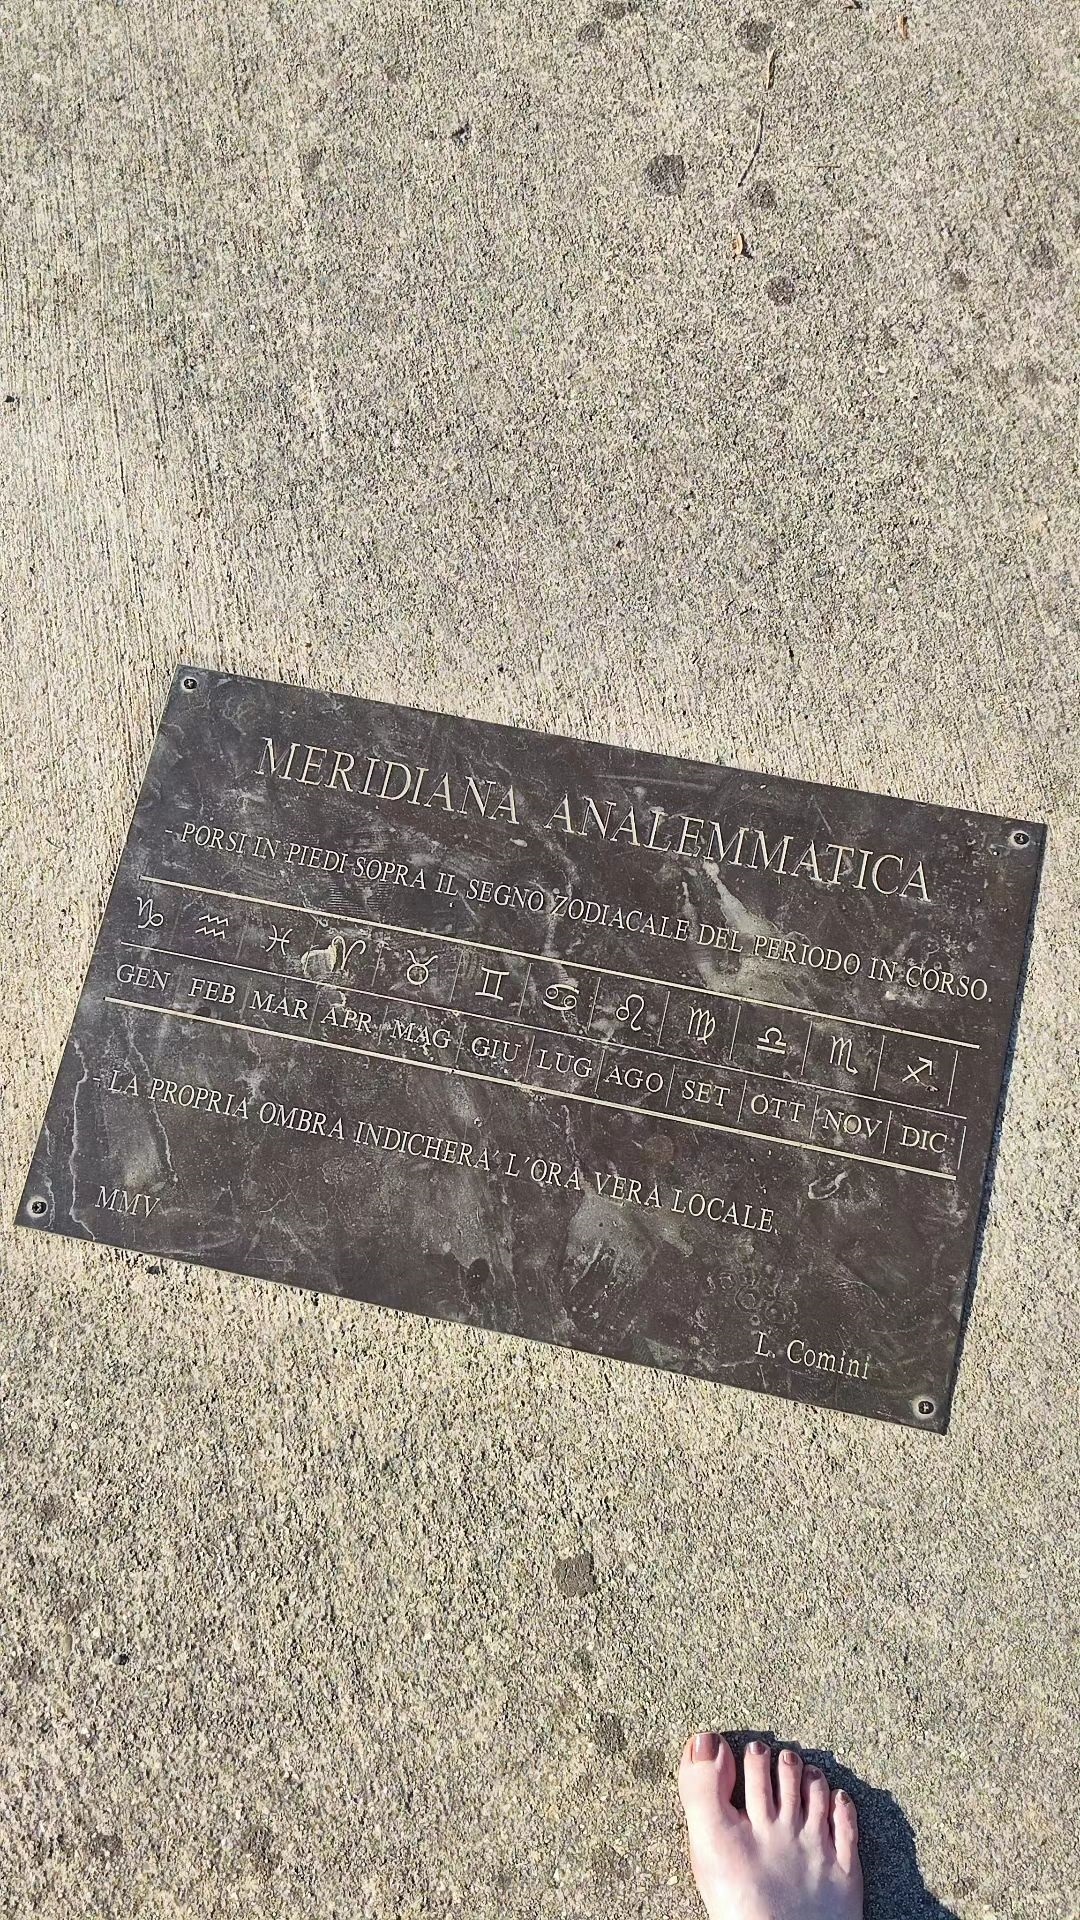 MERIDIANA ANALEMMATICA
- PORSI IN PIEDI SOPRA IL SEGNO ZODIACALE DEL PERIODO IN CORSO.
♑ ♒ ♓ ♈ ♉ ♊ ♋ ♌ ♍ ♎ ♏ ♐
GEN FEB MAR APR MAG GIU LUG AGO SET OTT NOV DIC
- LA PROPRIA OMBRA INDICHERA' L'ORA VERA LOCALE.
MMV
L. Comini